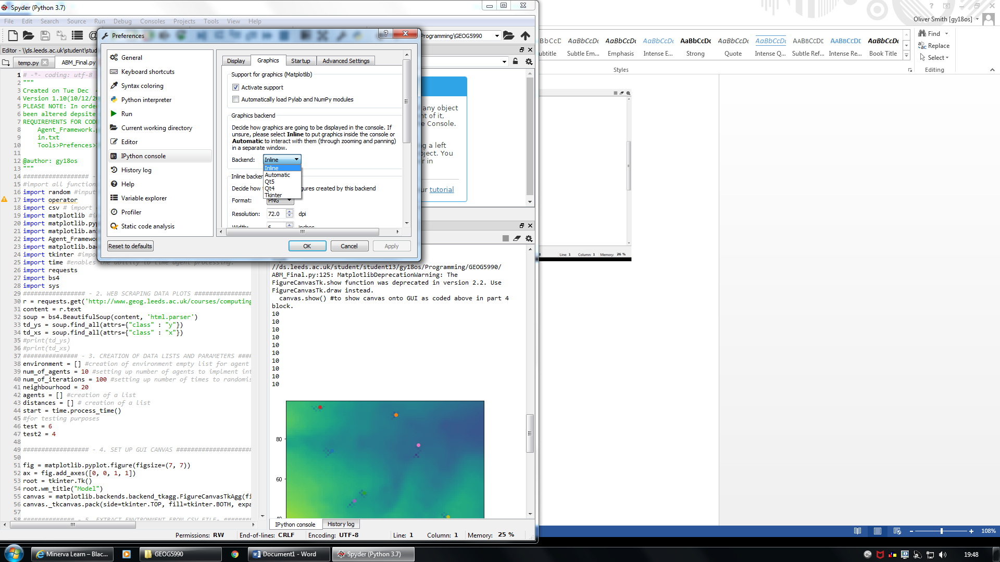 Spyder (Python 3.7)
File Edit Search Source Run Debug Consoles Projects Tools View Help
Programming\GEOG5990
Editor - \\ds.leeds.ac.uk\student\stud
temp.py
ABM_Final.py
1 # -*- coding: utf-8
2 """
3 Created on Tue Dec
4 Version 1.10(10/12/20
5 PLEASE NOTE: In orde
6 been altered depsite
7 REQUIREMENTS FOR CODE
8 Agent_Framework.
9 in.txt
10 Tools>Prefences>
11
12 @author: gy18os
13 """
14 ################## -
15 #import all function
16 import random #input
17 import operator
18 import csv # import
19 import matplotlib #i
20 import matplotlib.pyp
21 import matplotlib.ani
22 import Agent_Framewo
23 import matplotlib.bac
24 import tkinter #impo
25 import time #enables the ability to time agent processing.
26 import requests
27 import bs4
28 import sys
29 ################# - 2. WEB SCRAPING DATA PLOTS ################
30 r = requests.get('http://www.geog.leeds.ac.uk/courses/computing
31 content = r.text
32 soup = bs4.BeautifulSoup(content, 'html.parser')
33 td_ys = soup.find_all(attrs={"class" : "y"})
34 td_xs = soup.find_all(attrs={"class" : "x"})
35 #print(td_ys)
36 #print(td_xs)
37 ############### - 3. CREATION OF DATA LISTS AND PARAMETERS ####
38 environment = [] #creation of environment empty list for agent
39 num_of_agents = 10 #setting up number of agents to implment int
40 num_of_iterations = 100 #setting up number of times to randomis
41 neighbourhood = 20
42 agents = [] #creation of a list
43 distances = [] # creation of a list
44 start = time.process_time()
45 #for testing purposes
46 test = 6
47 test2 = 4
48
49 ################## - 4. SET UP GUI CANVAS #####################
50
51 fig = matplotlib.pyplot.figure(figsize=(7, 7))
52 ax = fig.add_axes([0, 0, 1, 1])
53 root = tkinter.Tk()
54 root.wm_title("Model")
55 canvas = matplotlib.backends.backend_tkagg.FigureCanvasTkAgg(fi
56 canvas._tkcanvas.pack(side=tkinter.TOP, fill=tkinter.BOTH, expa
57
58 ############## - 5. EXTRACT ENVIRONMENT FROM CSV FILE- ########
Preferences
General
Keyboard shortcuts
Syntax coloring
Python interpreter
Run
Current working directory
Editor
IPython console
History log
Help
Variable explorer
Profiler
Static code analysis
Display Graphics Startup Advanced Settings
Support for graphics (Matplotlib)
Activate support
Automatically load Pylab and NumPy modules
Graphics backend
Decide how graphics are going to be displayed in the console. If
unsure, please select Inline to put graphics inside the console or
Automatic to interact with them (through zooming and panning)
in a separate window.
Backend: Inline
Inline
Automatic
Qt5
Qt4
Tkinter
Inline backen
Decide how gures created by this backend
Format: PNG
Resolution: 72.0 dpi
Width: 6 inches
Reset to defaults OK Cancel Apply
any object
nt of it,
e Console.
ng a left
bject. You
r in
ur tutorial
//ds.leeds.ac.uk/student/student13/gy18os/Programming/GEOG5990/
ABM_Final.py:125: MatplotlibDeprecationWarning: The
FigureCanvasTk.show function was deprecated in version 2.2. Use
FigureCanvasTk.draw instead.
canvas.show() #to show canvas onto GUI as coded above in part 4
block.
10
10
10
10
10
10
10
10
10
10
80
60
40
IPython console History log
Permissions: RW End-of-lines: CRLF Encoding: UTF-8 Line: 1 Column: 1 Memory: 25 %
Oliver Smith [gy18os]
AaBbCcD AaBbCcDc AaBbCcDc AaBbCcDc AaBbCcDc AaBbCcDc AaBbCcDc AABBCCDC AABBCCDC AaBbCcDc
ubtitle Subtle Em... Emphasis Intense E... Strong Quote Intense Q... Subtle Ref... Intense Re... Book Title
Styles
Find
Replace
Select
Editing
Line: 1 Column: 1 Memory: 26 %
108%
Minerva Learn – Blac...
GEOG5990
Document1 - Word
Spyder (Python 3.7)
19:48